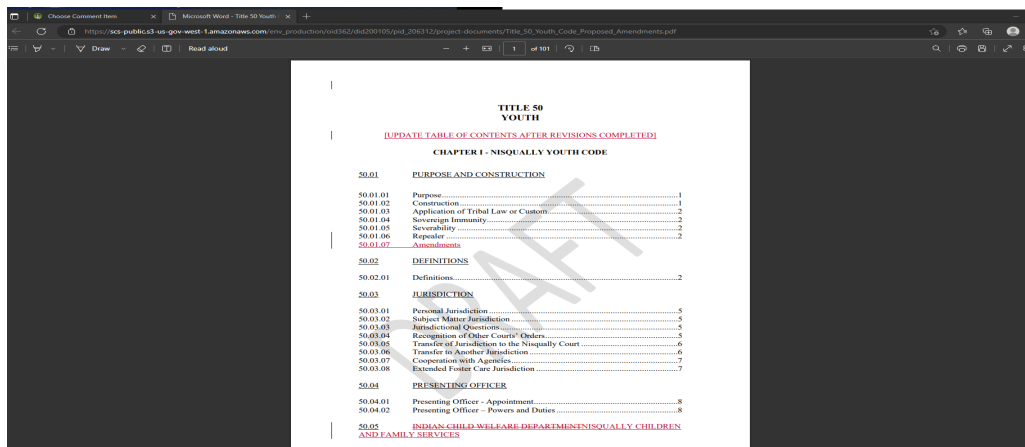 Choose Comment Item
Microsoft Word - Title 50 Youth
https://scs-public.s3-us-gov-west-1.amazonaws.com/env_production/oid362/did200105/pid_206312/project-documents/Title_50_Youth_Code_Proposed_Amendments.pdf
Draw Read aloud 1 of 101
TITLE 50
YOUTH
[UPDATE TABLE OF CONTENTS AFTER REVISIONS COMPLETED]
CHAPTER I - NISQUALLY YOUTH CODE
50.01 PURPOSE AND CONSTRUCTION
50.01.01 Purpose 1
50.01.02 Construction 1
50.01.03 Application of Tribal Law or Custom 2
50.01.04 Sovereign Immunity 2
50.01.05 Severability 2
50.01.06 Repealer 2
50.01.07 Amendments
50.02 DEFINITIONS
50.02.01 Definitions 2
50.03 JURISDICTION
50.03.01 Personal Jurisdiction 5
50.03.02 Subject Matter Jurisdiction 5
50.03.03 Jurisdictional Questions 5
50.03.04 Recognition of Other Courts' Orders 5
50.03.05 Transfer of Jurisdiction to the Nisqually Court 6
50.03.06 Transfer to Another Jurisdiction 6
50.03.07 Cooperation with Agencies 7
50.03.08 Extended Foster Care Jurisdiction 7
50.04 PRESENTING OFFICER
50.04.01 Presenting Officer - Appointment 8
50.04.02 Presenting Officer – Powers and Duties 8
50.05 INDIAN CHILD WELFARE DEPARTMENTNISQUALLY CHILDREN
AND FAMILY SERVICES
DRAFT